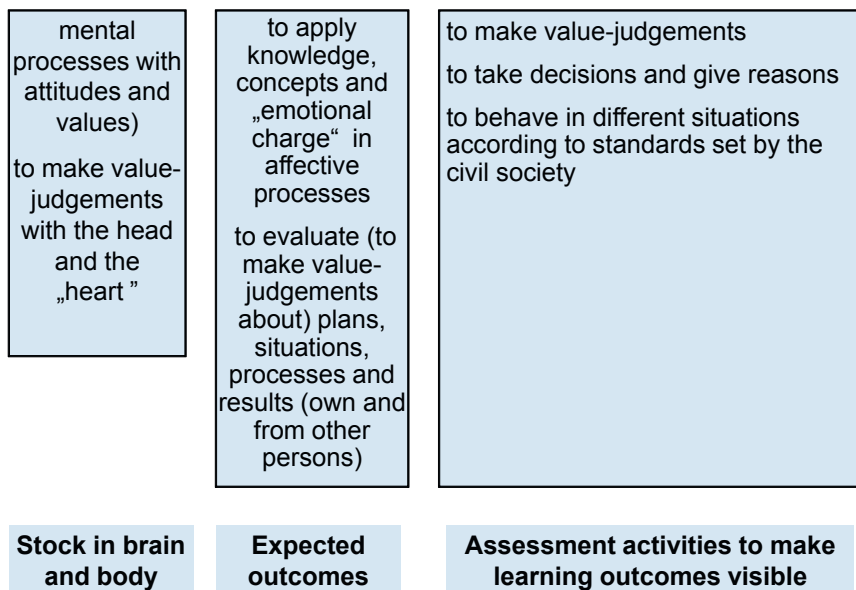 mental
processes with
attitudes and
values)
to make value-
judgements
with the head
and the
„heart ”
to apply
knowledge,
concepts and
„emotional
charge“ in
affective
processes
to evaluate (to
make value-
judgements
about) plans,
situations,
processes and
results (own and
from other
persons)
to make value-judgements
to take decisions and give reasons
to behave in different situations
according to standards set by the
civil society
Stock in brain
and body
Expected
outcomes
Assessment activities to make
learning outcomes visible